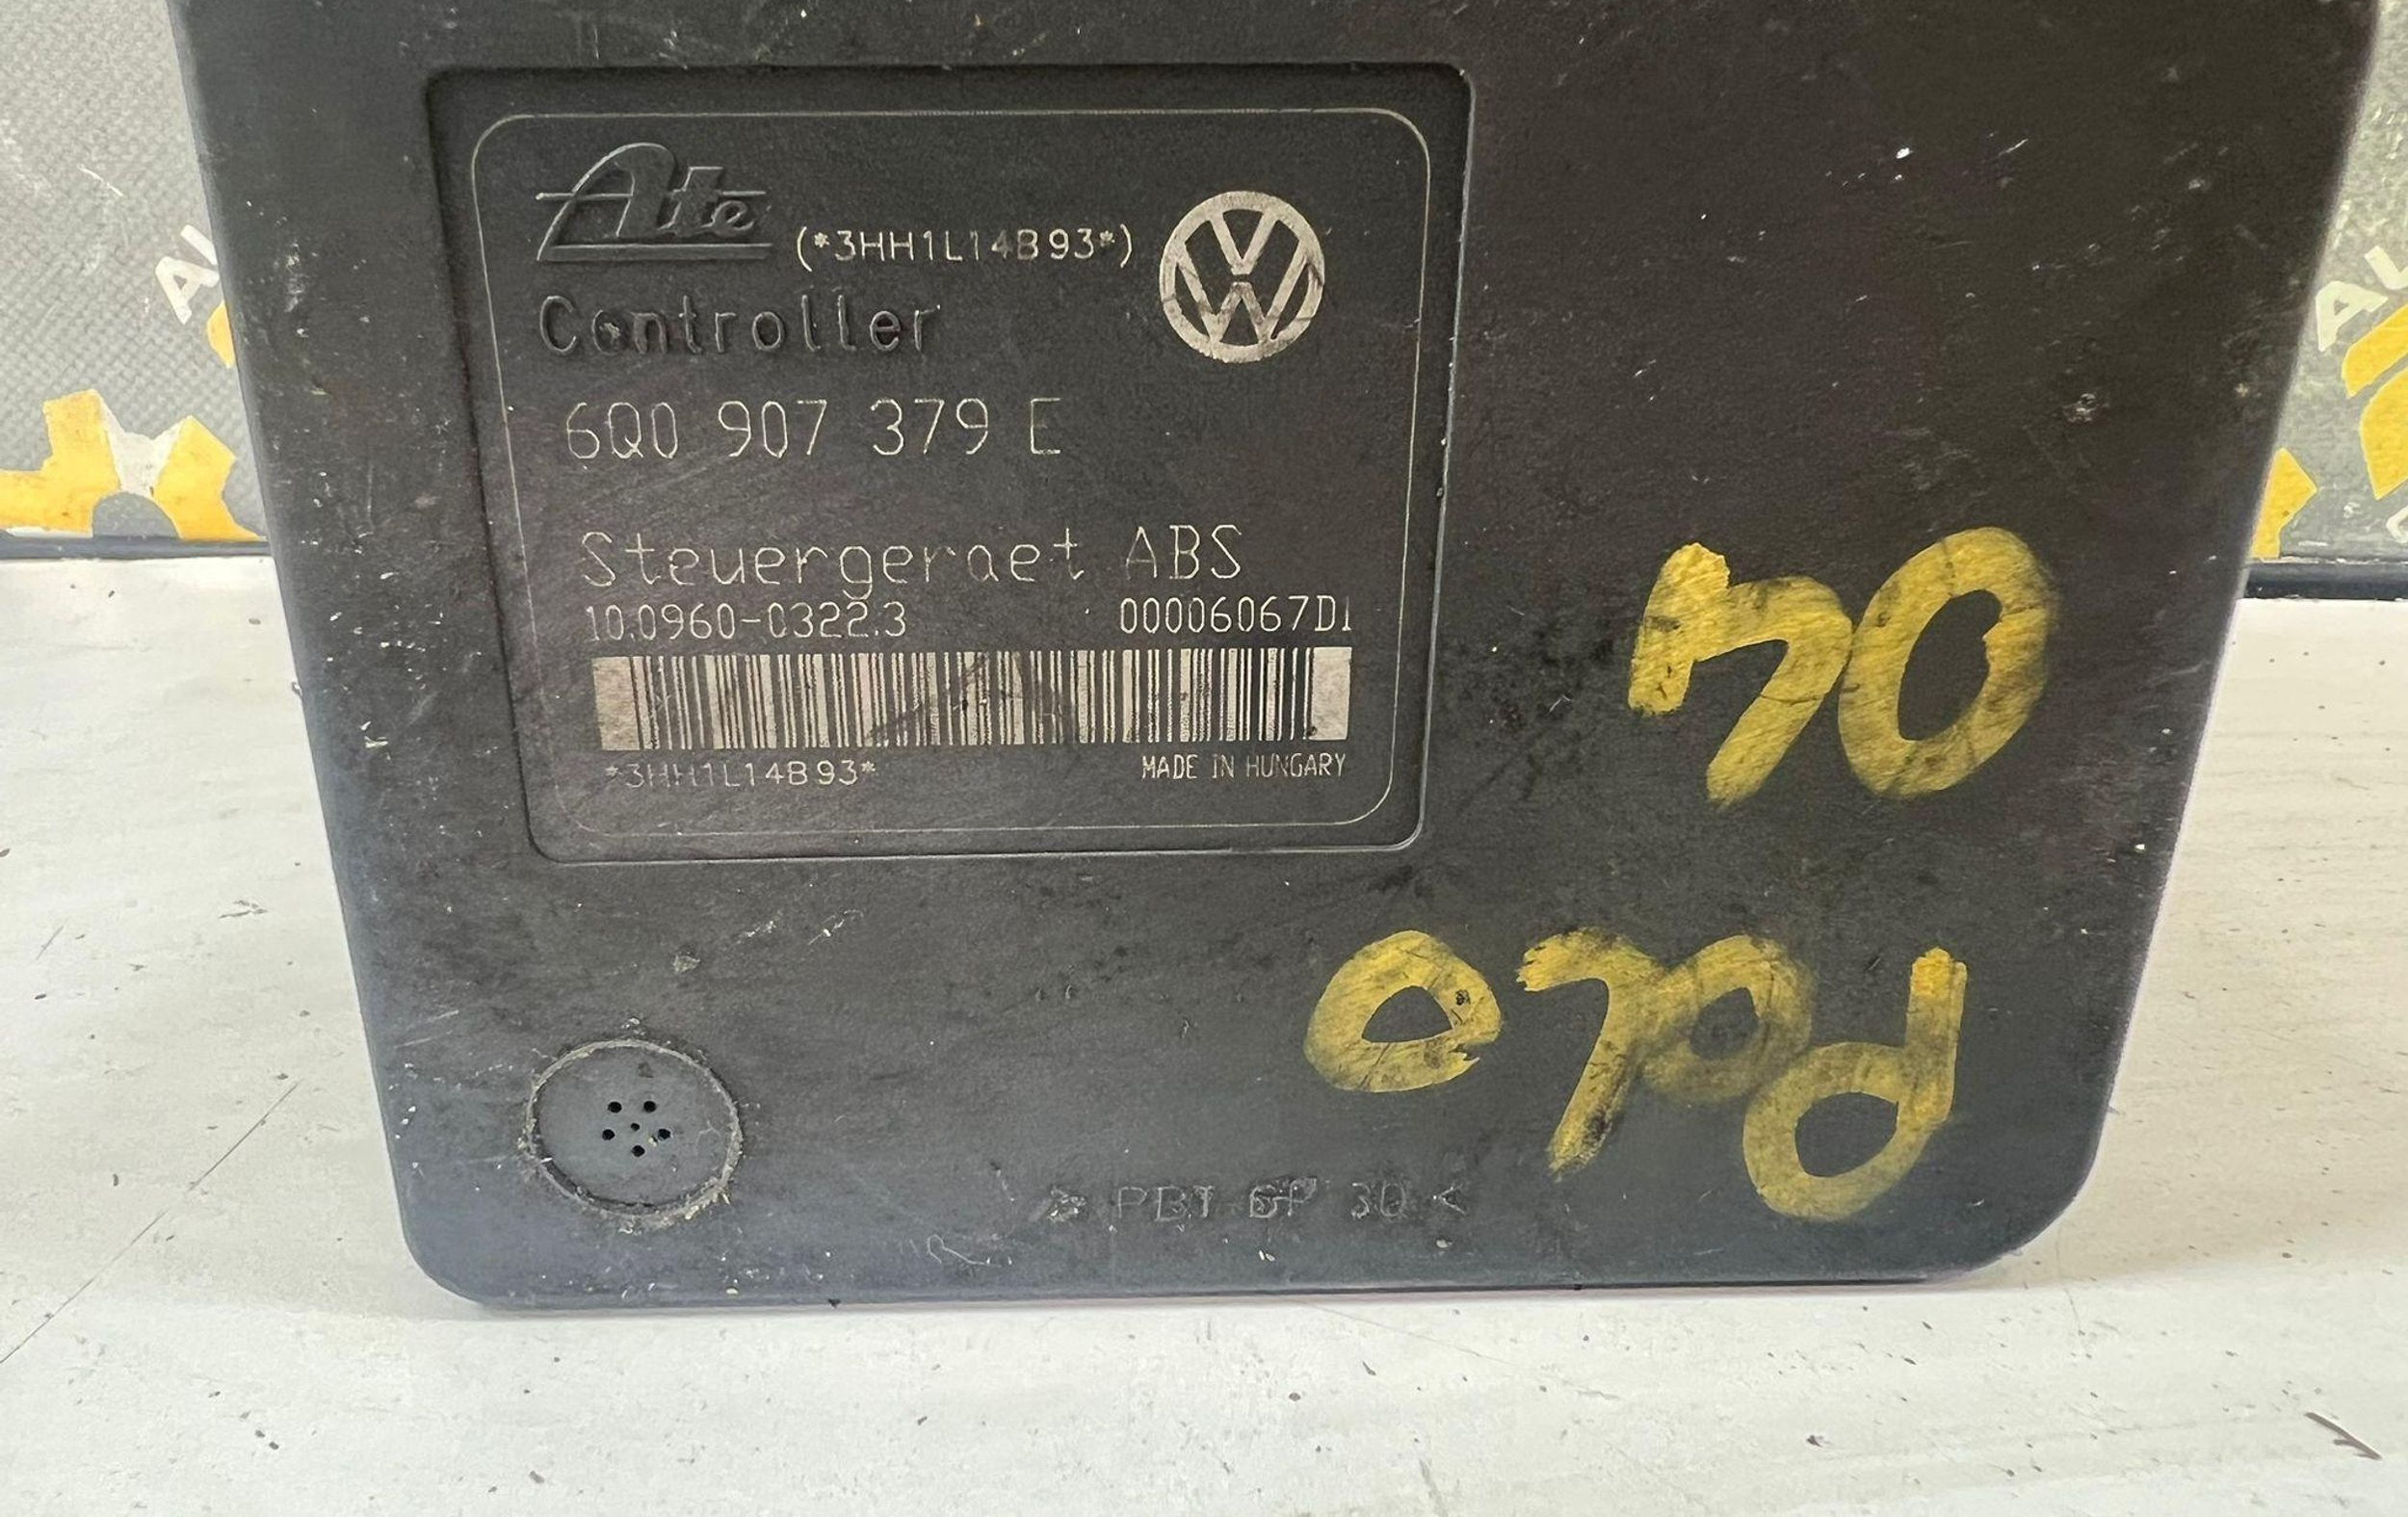 Ate (*3HH1L14B93*)
Controller
6Q0 907 379 E
Steuergeraet ABS
10.0960-0322.3 00006067D1
*3HH1L14B93*
MADE IN HUNGARY
Polo
04
> PBT GF 30 <